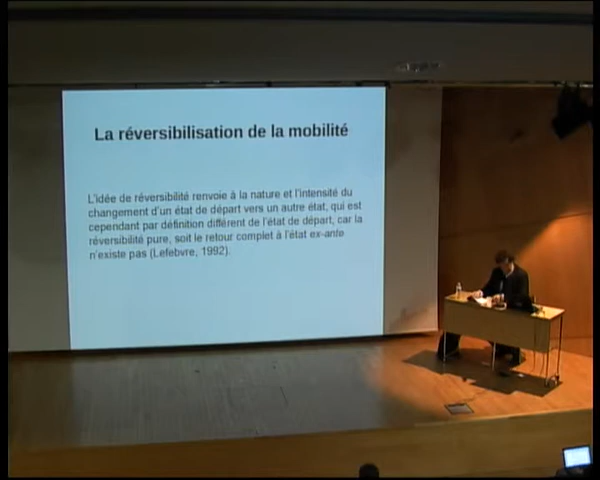 La réversibilisation de la mobilité
L'idée de réversibilité renvoie à la nature et l'intensité du
changement d'un état de départ vers un autre état, qui est
cependant par définition différent de l'état de départ, car la
réversibilité pure, soit le retour complet à l'état ex-ante
n'existe pas (Lefebvre, 1992).